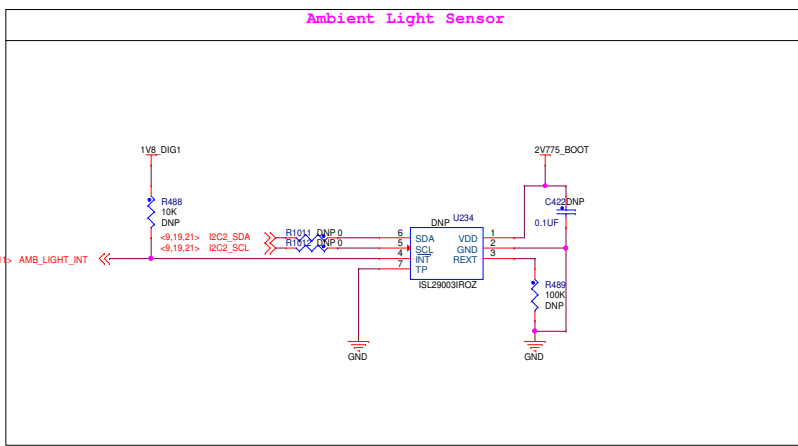 Ambient Light Sensor
1V8_DIG1
2V775_BOOT
R488
10K
DNP
C422 DNP
0.1UF
<9,19,21> I2C2_SDA
<9,19,21> I2C2_SCL
R1011 DNP 0
R1012 DNP 0
1> AMB_LIGHT_INT
DNP U234
6 SDA VDD 1
5 SCL GND 2
4 INT REXT 3
7 TP
ISL29003IROZ
R489
100K
DNP
GND
GND